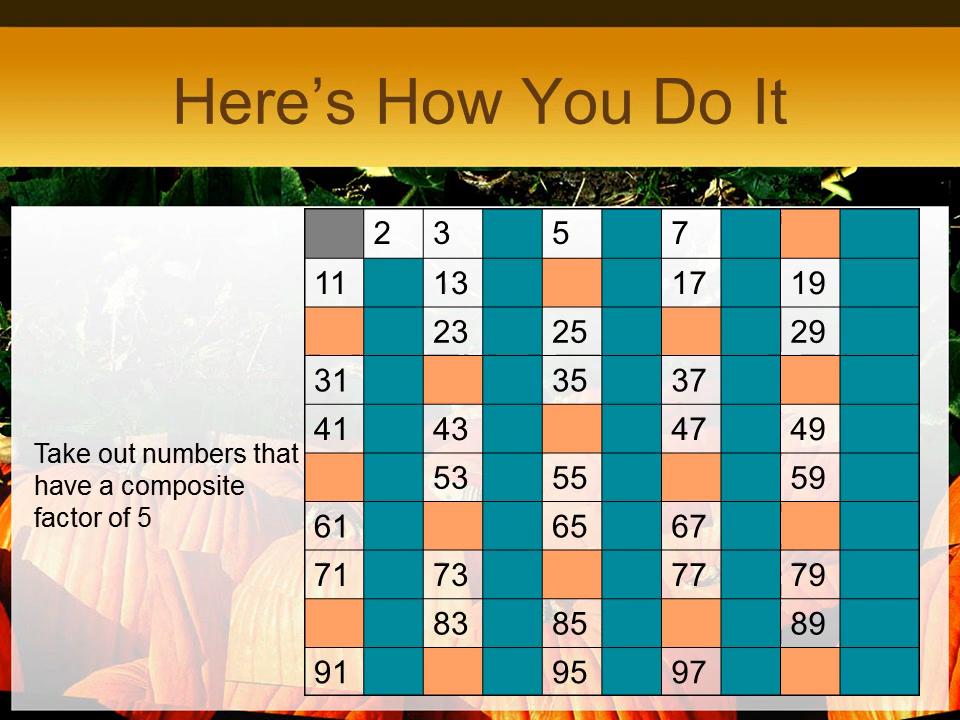 Here’s How You Do It
2 3 5 7
11 13 17 19
23 25 29
31 35 37
41 43 47 49
53 55 59
61 65 67
71 73 77 79
83 85 89
91 95 97
Take out numbers that
have a composite
factor of 5